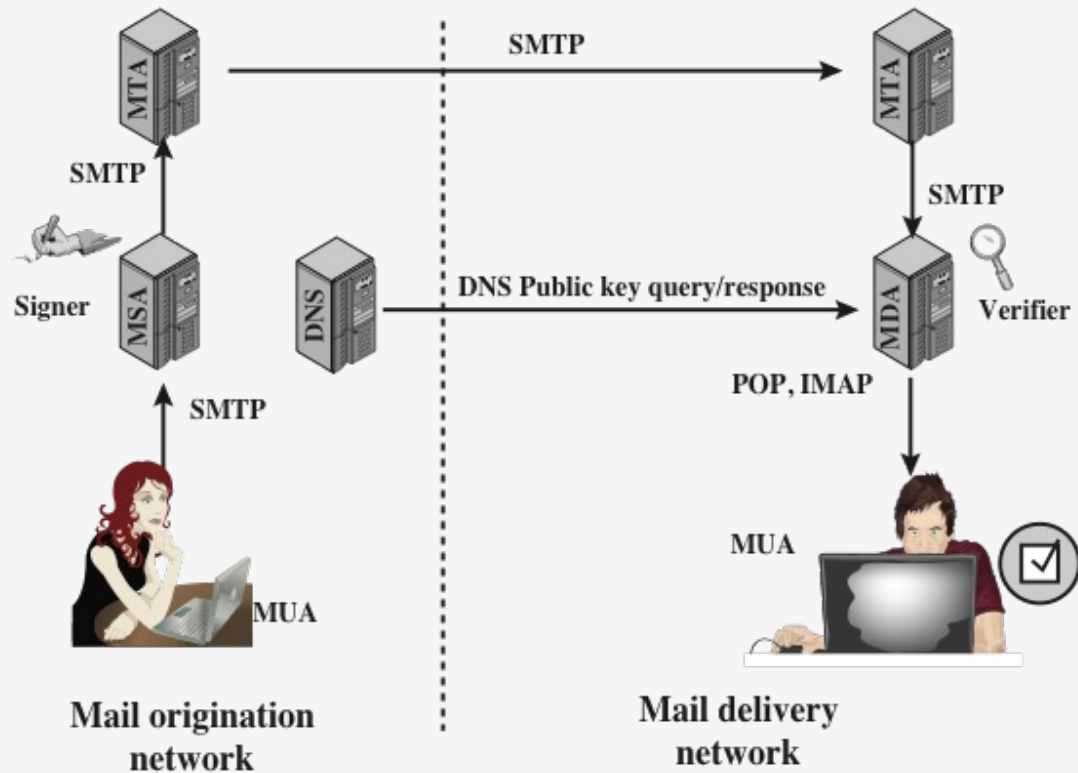 SMTP
MTA
MTA
SMTP
SMTP
Signer
MSA
DNS
DNS Public key query/response
MDA
Verifier
POP, IMAP
SMTP
MUA
MUA
Mail origination
network
Mail delivery
network